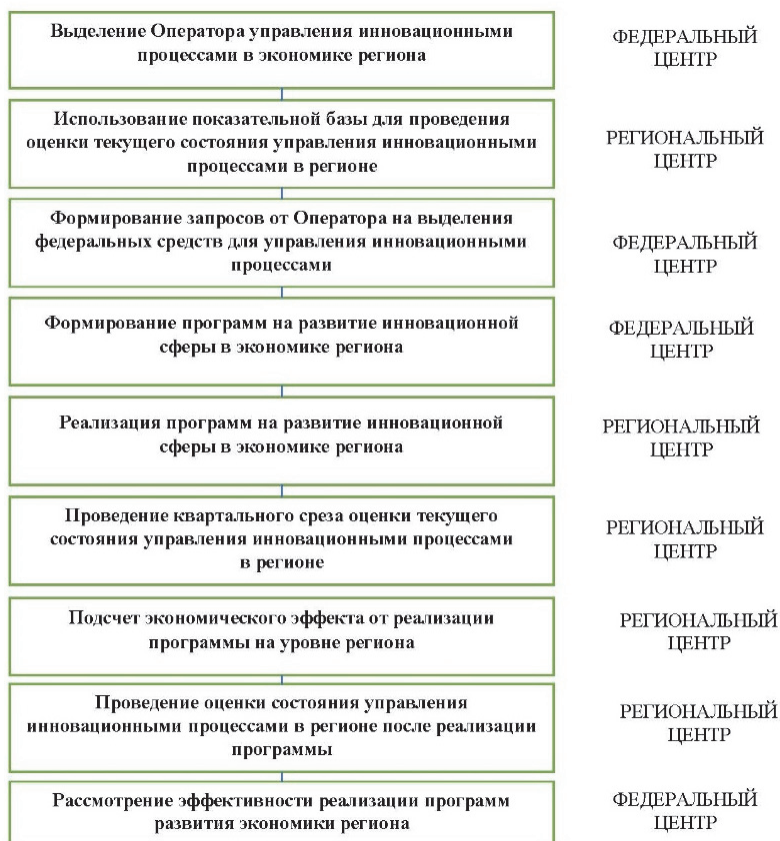 Выделение Оператора управления инновационными
процессами в экономике региона
ФЕДЕРАЛЬНЫЙ
ЦЕНТР
Использование показательной базы для проведения
оценки текущего состояния управления инновационными
процессами в регионе
РЕГИОНАЛЬНЫЙ
ЦЕНТР
Формирование запросов от Оператора на выделения
федеральных средств для управления инновационными
процессами
ФЕДЕРАЛЬНЫЙ
ЦЕНТР
Формирование программ на развитие инновационной
сферы в экономике региона
ФЕДЕРАЛЬНЫЙ
ЦЕНТР
Реализация программ на развитие инновационной
сферы в экономике региона
РЕГИОНАЛЬНЫЙ
ЦЕНТР
Проведение квартального среза оценки текущего
состояния управления инновационными процессами
в регионе
РЕГИОНАЛЬНЫЙ
ЦЕНТР
Подсчет экономического эффекта от реализации
программы на уровне региона
РЕГИОНАЛЬНЫЙ
ЦЕНТР
Проведение оценки состояния управления
инновационными процессами в регионе после реализации
программы
РЕГИОНАЛЬНЫЙ
ЦЕНТР
Рассмотрение эффективности реализации программ
развития экономики региона
ФЕДЕРАЛЬНЫЙ
ЦЕНТР